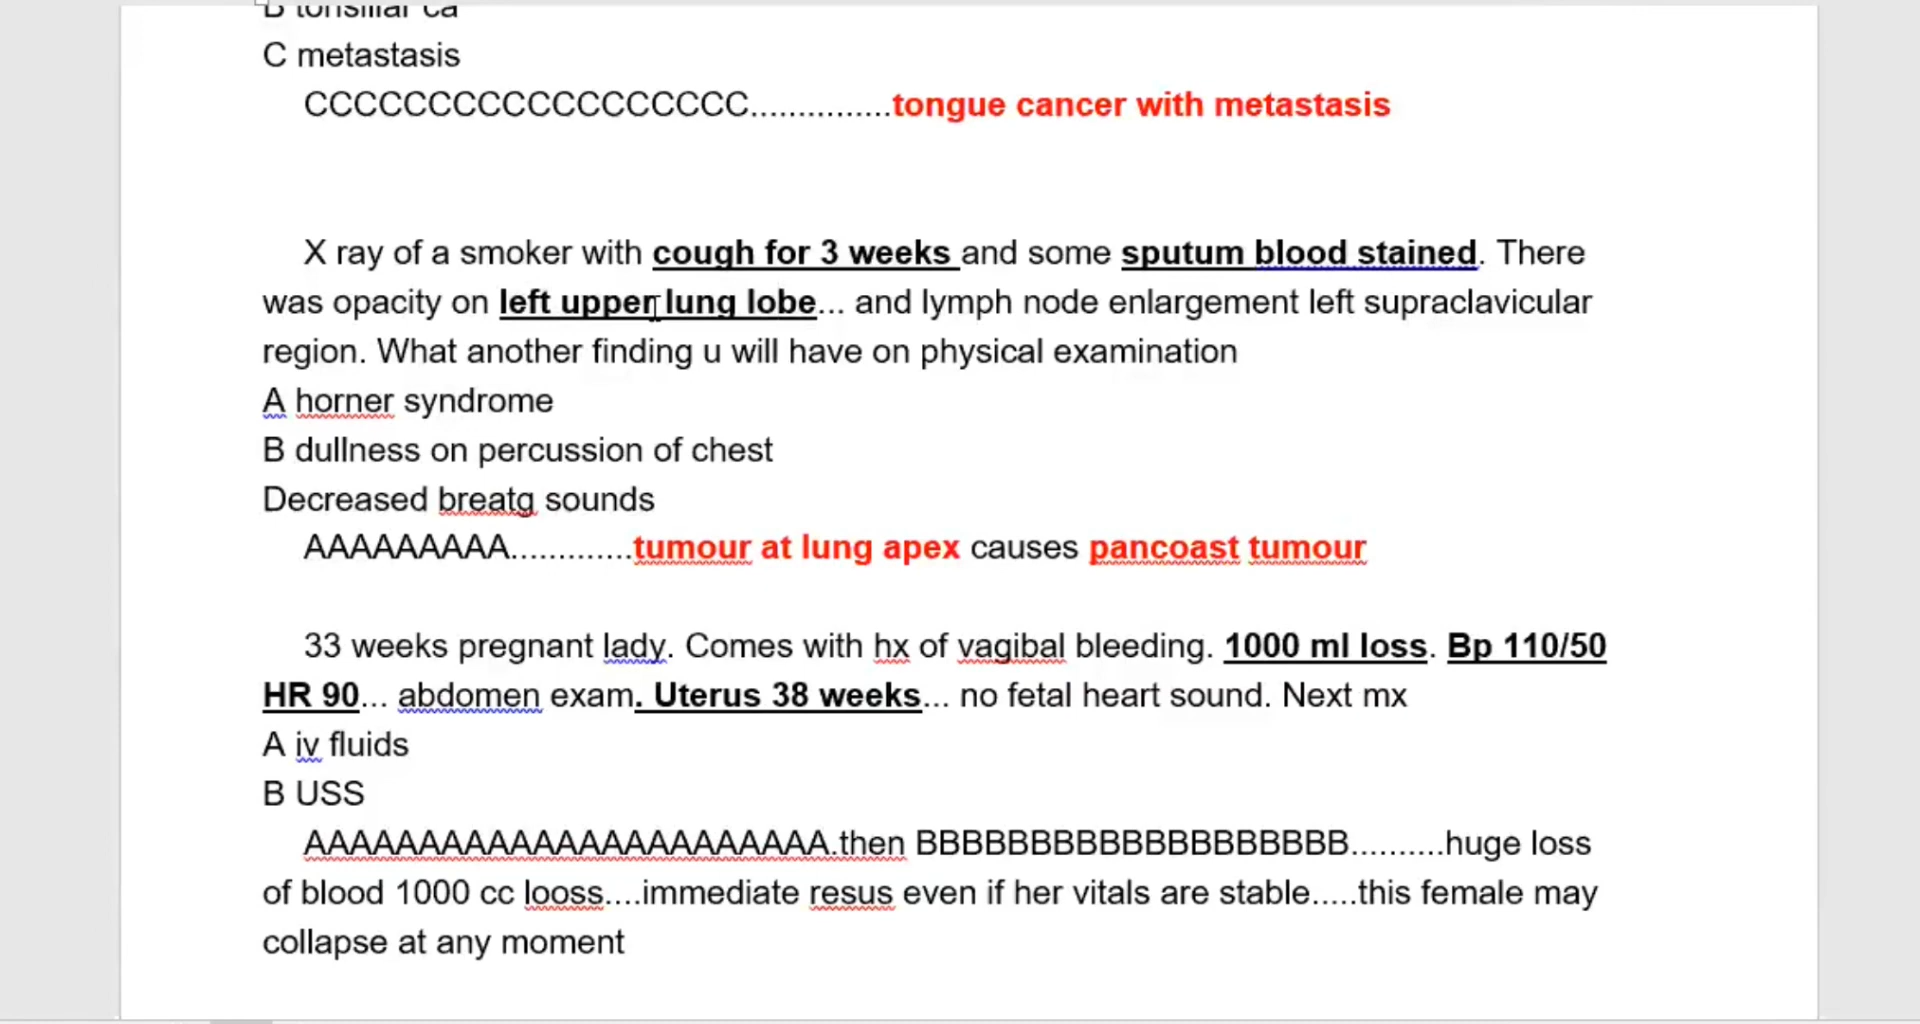 B tonsillar ca
C metastasis
CCCCCCCCCCCCCCCCCC...............tongue cancer with metastasis
X ray of a smoker with cough for 3 weeks and some sputum blood stained. There
was opacity on left upper lung lobe... and lymph node enlargement left supraclavicular
region. What another finding u will have on physical examination
A horner syndrome
B dullness on percussion of chest
Decreased breatg sounds
AAAAAAAAA.............tumour at lung apex causes pancoast tumour
33 weeks pregnant lady. Comes with hx of vagibal bleeding. 1000 ml loss. Bp 110/50
HR 90... abdomen exam. Uterus 38 weeks... no fetal heart sound. Next mx
A iv fluids
B USS
AAAAAAAAAAAAAAAAAAAAAAA.then BBBBBBBBBBBBBBBBBBB..........huge loss
of blood 1000 cc looss....immediate resus even if her vitals are stable.....this female may
collapse at any moment